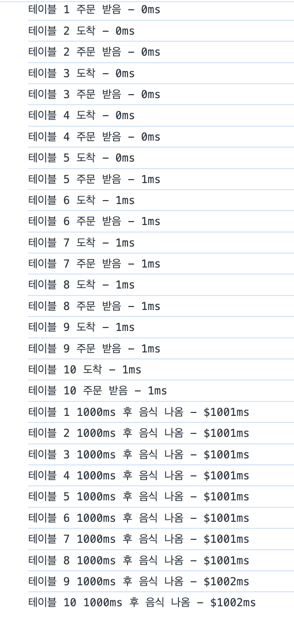 테이블 1 주문 받음 – 0ms
테이블 2 도착 – 0ms
테이블 2 주문 받음 – 0ms
테이블 3 도착 – 0ms
테이블 3 주문 받음 – 0ms
테이블 4 도착 – 0ms
테이블 4 주문 받음 – 0ms
테이블 5 도착 – 0ms
테이블 5 주문 받음 – 1ms
테이블 6 도착 – 1ms
테이블 6 주문 받음 – 1ms
테이블 7 도착 – 1ms
테이블 7 주문 받음 – 1ms
테이블 8 도착 – 1ms
테이블 8 주문 받음 – 1ms
테이블 9 도착 – 1ms
테이블 9 주문 받음 – 1ms
테이블 10 도착 – 1ms
테이블 10 주문 받음 – 1ms
테이블 1 1000ms 후 음식 나옴 – $1001ms
테이블 2 1000ms 후 음식 나옴 – $1001ms
테이블 3 1000ms 후 음식 나옴 – $1001ms
테이블 4 1000ms 후 음식 나옴 – $1001ms
테이블 5 1000ms 후 음식 나옴 – $1001ms
테이블 6 1000ms 후 음식 나옴 – $1001ms
테이블 7 1000ms 후 음식 나옴 – $1001ms
테이블 8 1000ms 후 음식 나옴 – $1001ms
테이블 9 1000ms 후 음식 나옴 – $1002ms
테이블 10 1000ms 후 음식 나옴 – $1002ms